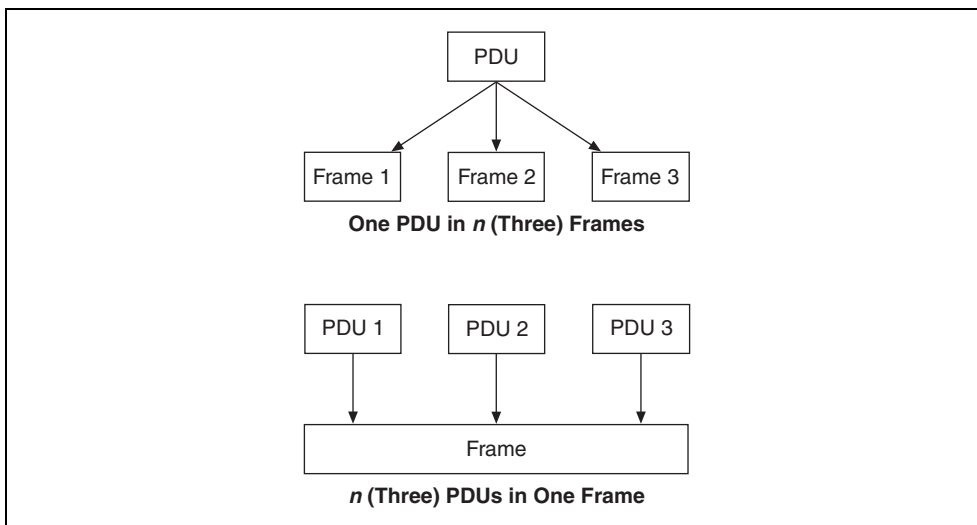 PDU
Frame 1 Frame 2 Frame 3
One PDU in n (Three) Frames
PDU 1 PDU 2 PDU 3
Frame
n (Three) PDUs in One Frame